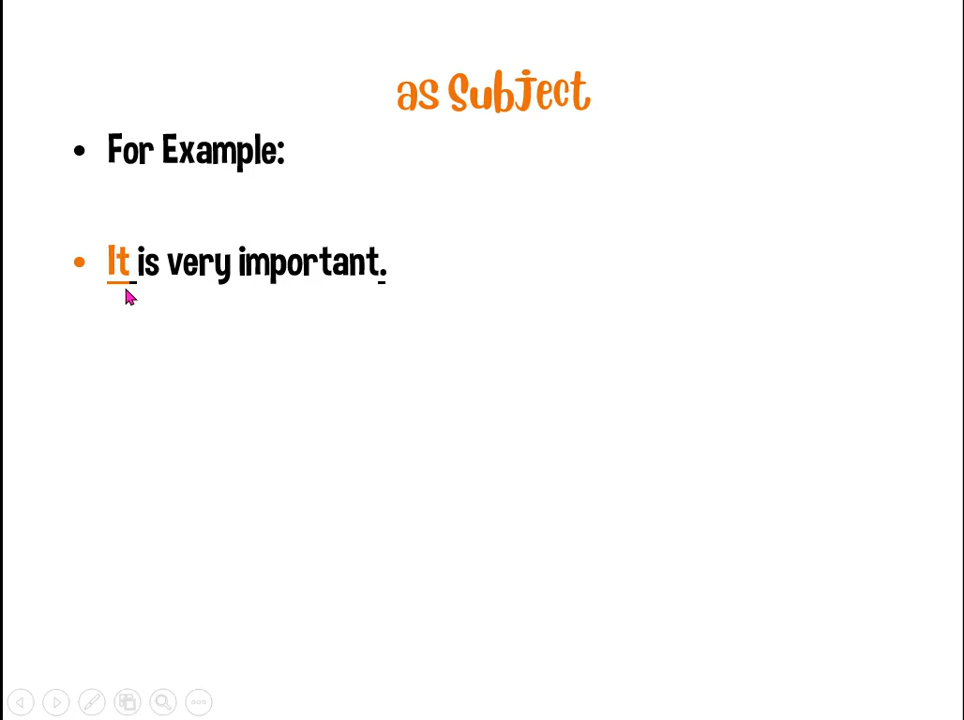 as Subject
• For Example:
• It is very important.